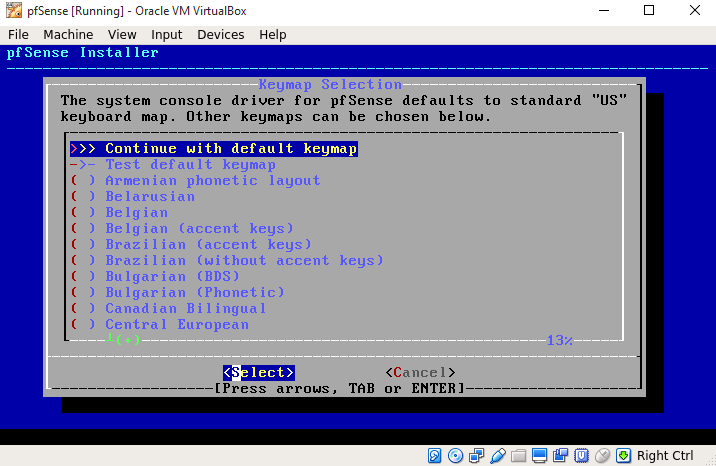 pfSense [Running] - Oracle VM VirtualBox
File Machine View Input Devices Help
pfSense Installer
Keymap Selection
The system console driver for pfSense defaults to standard "US"
keyboard map. Other keymaps can be chosen below.
>>> Continue with default keymap
->- Test default keymap
( ) Armenian phonetic layout
( ) Belarusian
( ) Belgian
( ) Belgian (accent keys)
( ) Brazilian (accent keys)
( ) Brazilian (without accent keys)
( ) Bulgarian (BDS)
( ) Bulgarian (Phonetic)
( ) Canadian Bilingual
( ) Central European
┴(+) 13%
<Select> <Cancel>
[Press arrows, TAB or ENTER]
Right Ctrl